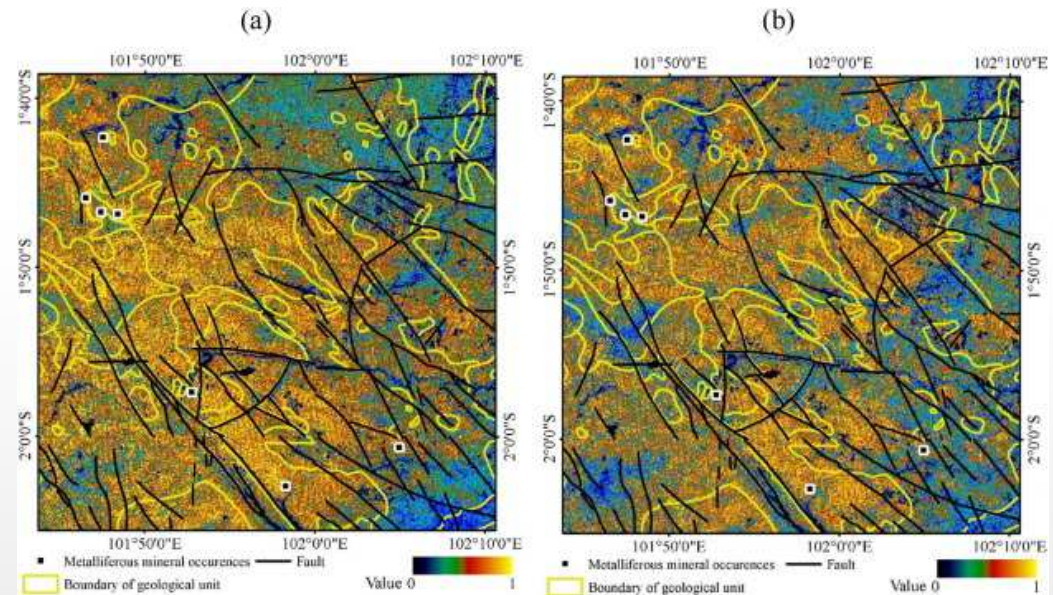 (a)
(b)
101°50'0"E 102°0'0"E 102°10'0"E
101°50'0"E 102°0'0"E 102°10'0"E
1°40'0"S
1°50'0"S
2°0'0"S
1°40'0"S
1°50'0"S
2°0'0"S
1°50'0"S
2°0'0"S
1°50'0"S
2°0'0"S
101°50'0"E 102°0'0"E 102°10'0"E
101°50'0"E 102°0'0"E 102°10'0"E
Metalliferous mineral occurences Fault
Boundary of geological unit Value 0 1
Metalliferous mineral occurences Fault
Boundary of geological unit Value 0 1